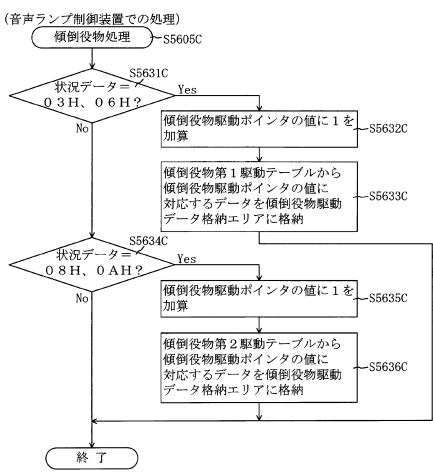 (音声ランプ制御装置での処理)
傾倒役物処理
S5605C
S5631C
状況データ=
03H、06H?
Yes
No
傾倒役物駆動ポインタの値に1を
加算
S5632C
傾倒役物第1駆動テーブルから
傾倒役物駆動ポインタの値に
対応するデータを傾倒役物駆動
データ格納エリアに格納
S5633C
S5634C
状況データ=
08H、0AH?
Yes
No
傾倒役物駆動ポインタの値に1を
加算
S5635C
傾倒役物第2駆動テーブルから
傾倒役物駆動ポインタの値に
対応するデータを傾倒役物駆動
データ格納エリアに格納
S5636C
終 了